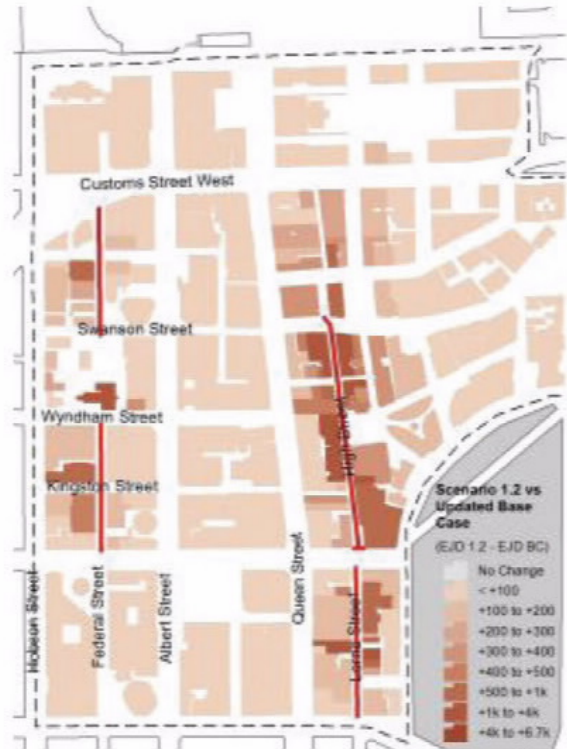 Customs Street West
Swanson Street
Wyndham Street
High Street
Kingston Street
Hobson Street
Federal Street
Albert Street
Queen Street
Lorne Street
Scenario 1.2 vs
Updated Base
Case
(EJD 1.2 - EJD BC)
No Change
< +100
+100 to +200
+200 to +300
+300 to +400
+400 to +500
+500 to +1k
+1k to +4k
+4k to +6.7k